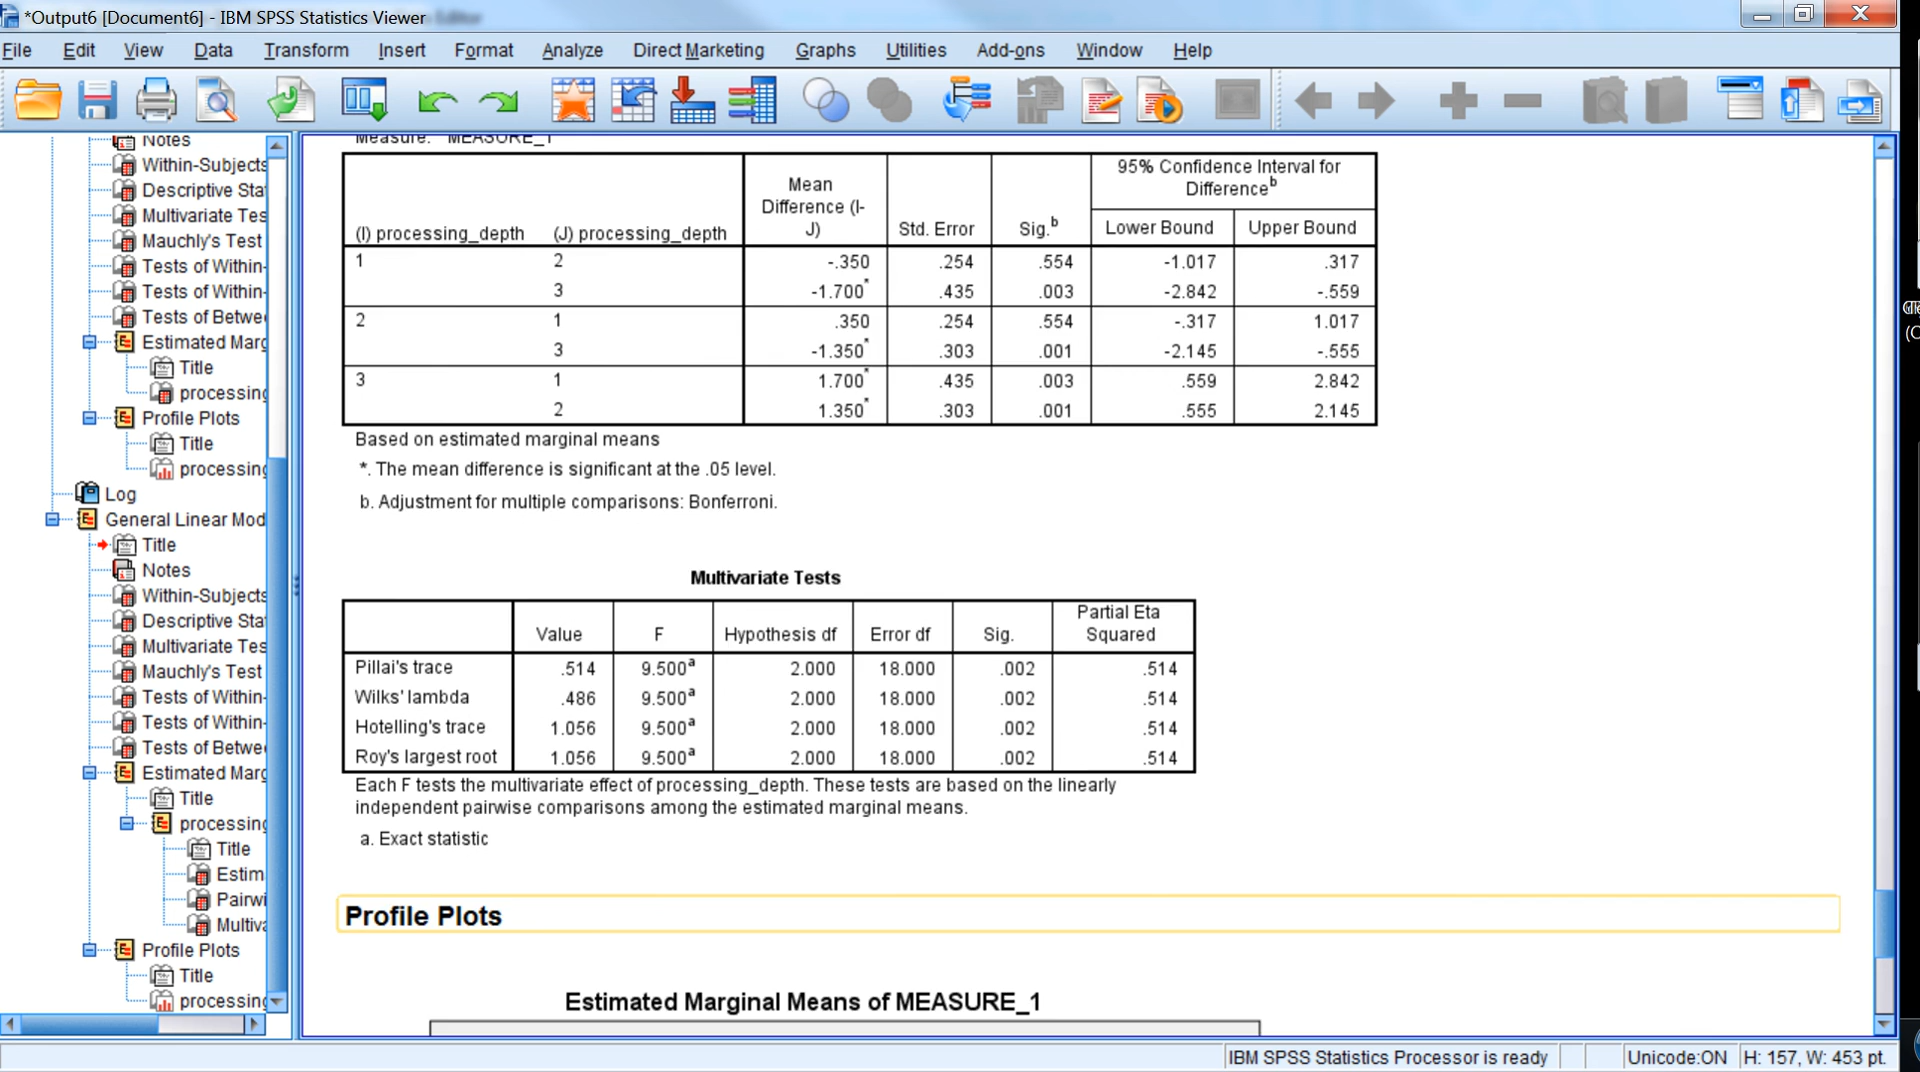 *Output6 [Document6] - IBM SPSS Statistics Viewer
File Edit View Data Transform Insert Format Analyze Direct Marketing Graphs Utilities Add-ons Window Help
Notes
Within-Subjects
Descriptive Sta
Multivariate Tes
Mauchly's Test
Tests of Within-
Tests of Within-
Tests of Betwe
Estimated Marg
Title
processing
Profile Plots
Title
processing
Log
General Linear Mod
Title
Notes
Within-Subjects
Descriptive Sta
Multivariate Tes
Mauchly's Test
Tests of Within-
Tests of Within-
Tests of Betwe
Estimated Marg
Title
processing
Title
Estim
Pairwi
Multiva
Profile Plots
Title
processing
Measure: MEASURE_1
(I) processing_depth (J) processing_depth Mean Difference (I-J) Std. Error Sig.b 95% Confidence Interval for Differenceb
Lower Bound Upper Bound
1 2 -.350 .254 .554 -1.017 .317
3 -1.700* .435 .003 -2.842 -.559
2 1 .350 .254 .554 -.317 1.017
3 -1.350* .303 .001 -2.145 -.555
3 1 1.700* .435 .003 .559 2.842
2 1.350* .303 .001 .555 2.145
Based on estimated marginal means
*. The mean difference is significant at the .05 level.
b. Adjustment for multiple comparisons: Bonferroni.
Multivariate Tests
Value F Hypothesis df Error df Sig. Partial Eta Squared
Pillai's trace .514 9.500a 2.000 18.000 .002 .514
Wilks' lambda .486 9.500a 2.000 18.000 .002 .514
Hotelling's trace 1.056 9.500a 2.000 18.000 .002 .514
Roy's largest root 1.056 9.500a 2.000 18.000 .002 .514
Each F tests the multivariate effect of processing_depth. These tests are based on the linearly
independent pairwise comparisons among the estimated marginal means.
a. Exact statistic
Profile Plots
Estimated Marginal Means of MEASURE_1
IBM SPSS Statistics Processor is ready Unicode:ON H: 157, W: 453 pt.